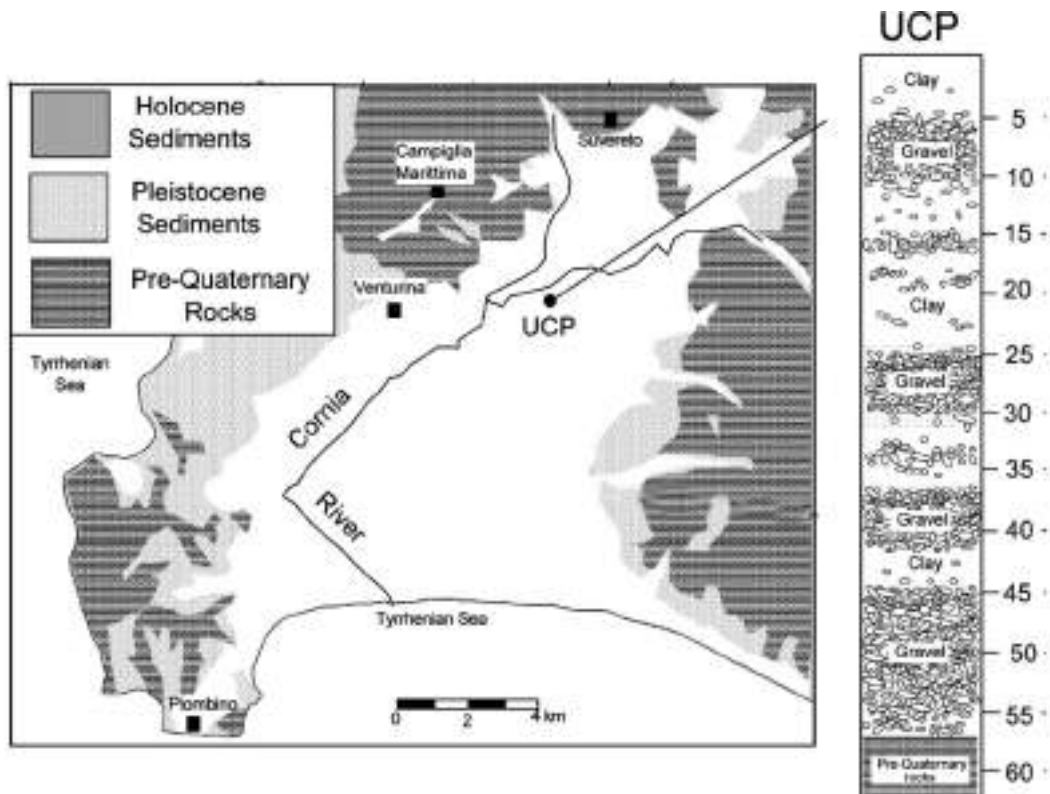 UCP
Holocene
Sediments
Pleistocene
Sediments
Pre-Quaternary
Rocks
Tyrrhenian
Sea
Campiglia
Marittima
Suvereto
Venturina
UCP
Cornia
River
Tyrrhenian Sea
Piombino
0 2 4 km
Clay
5
Gravel
10
15
20
Clay
25
Gravel
30
35
Gravel
40
Clay
45
Gravel
50
55
Pre-Quaternary
rocks
60